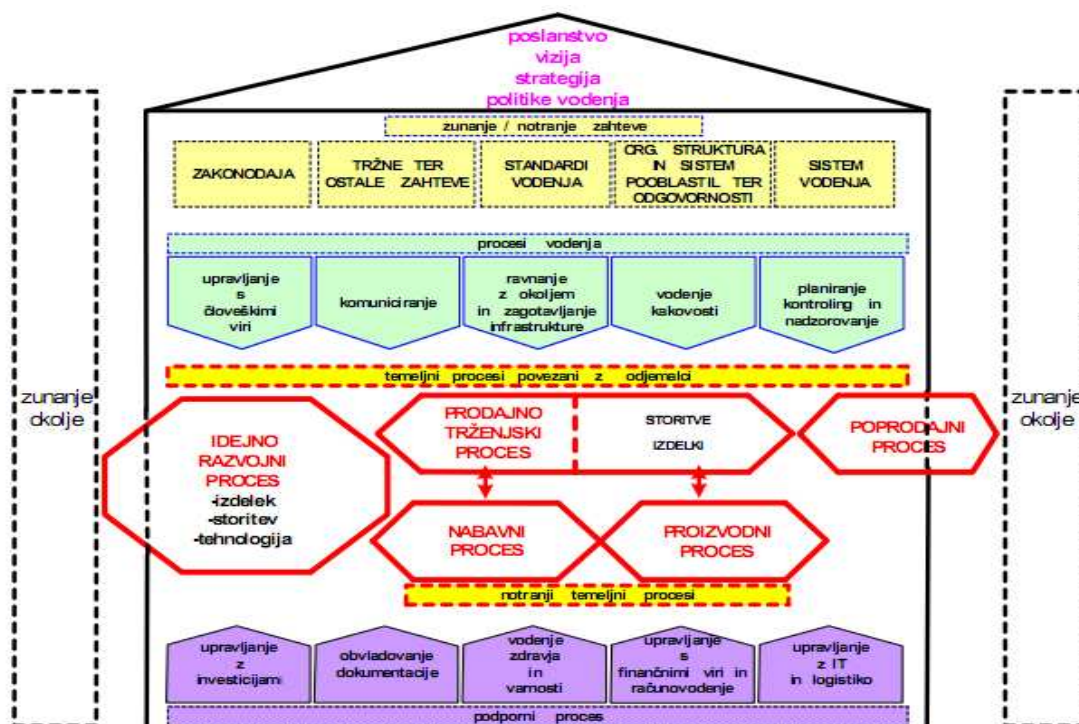 poslanstvo
vizija
strategija
politike vodenja
zunanje / notranje zahteve
ZAKONODAJA
TRŽNE TER
OSTALE ZAHTEVE
STANDARDI
VODENJA
ORG. STRUKTURA
IN SISTEM
POOBLASTIL TER
ODGOVORNOSTI
SISTEM
VODENJA
procesi vodenja
upravljanje
s
človeškimi
viri
komuniciranje
ravnanje
z okoljem
in zagotavljanje
infrastrukture
vodenje
kakovosti
planiranje
kontroling in
nadzorovanje
temeljni procesi povezani z odjemalci
zunanje
okolje
IDEJNO
RAZVOJNI
PROCES
-izdelek
-storitev
-tehnologija
PRODAJNO
TRŽENJSKI
PROCES
STORITVE
IZDELKI
POPRODAJNI
PROCES
zunanje
okolje
NABAVNI
PROCES
PROIZVODNI
PROCES
notranji temeljni procesi
upravljanje
z
investicijami
obvladovanje
dokumentacije
vodenje
zdravja
in
varnosti
upravljanje
s
finančnimi viri in
računovodenje
upravljanje
z IT
in logistiko
podporni proces